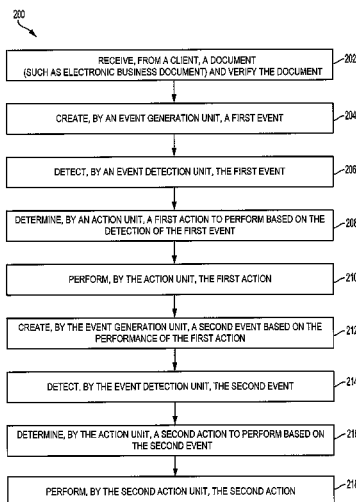 200
RECEIVE, FROM A CLIENT, A DOCUMENT
(SUCH AS ELECTRONIC BUSINESS DOCUMENT) AND VERIFY THE DOCUMENT
202
CREATE, BY AN EVENT GENERATION UNIT, A FIRST EVENT
204
DETECT, BY AN EVENT DETECTION UNIT, THE FIRST EVENT
206
DETERMINE, BY AN ACTION UNIT, A FIRST ACTION TO PERFORM BASED ON THE
DETECTION OF THE FIRST EVENT
208
PERFORM, BY THE ACTION UNIT, THE FIRST ACTION
210
CREATE, BY THE EVENT GENERATION UNIT, A SECOND EVENT BASED ON THE
PERFORMANCE OF THE FIRST ACTION
212
DETECT, BY THE EVENT DETECTION UNIT, THE SECOND EVENT
214
DETERMINE, BY THE ACTION UNIT, A SECOND ACTION TO PERFORM BASED ON
THE SECOND EVENT
216
PERFORM, BY THE SECOND ACTION UNIT, THE SECOND ACTION
218